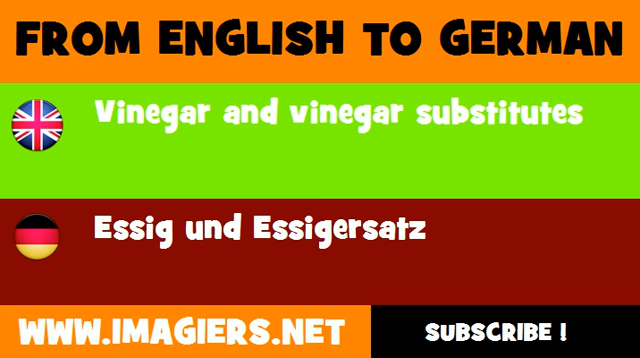 FROM ENGLISH TO GERMAN
Vinegar and vinegar substitutes
Essig und Essigersatz
WWW.IMAGIERS.NET
SUBSCRIBE !